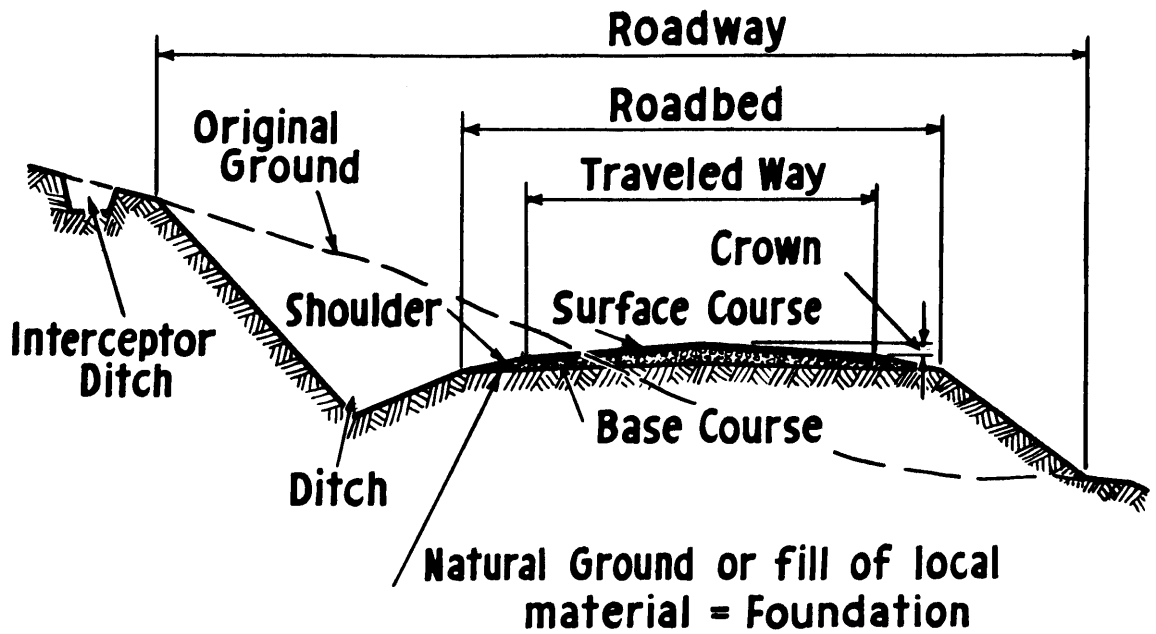 Roadway
Roadbed
Original
Ground
Traveled Way
Crown
Shoulder
Surface Course
Interceptor
Ditch
Base Course
Ditch
Natural Ground or fill of local
material = Foundation